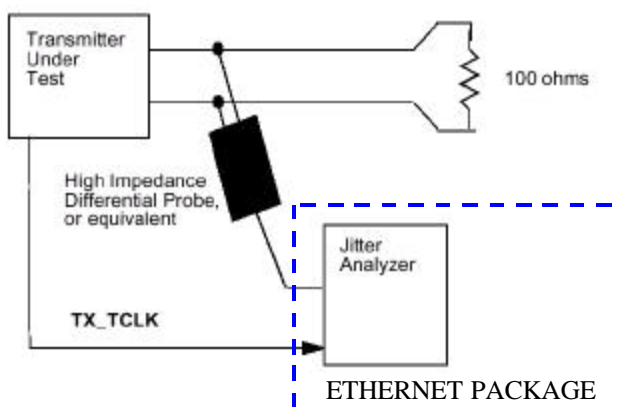 Transmitter
Under
Test
100 ohms
High Impedance
Differential Probe,
or equivalent
Jitter
Analyzer
TX_TCLK
ETHERNET PACKAGE